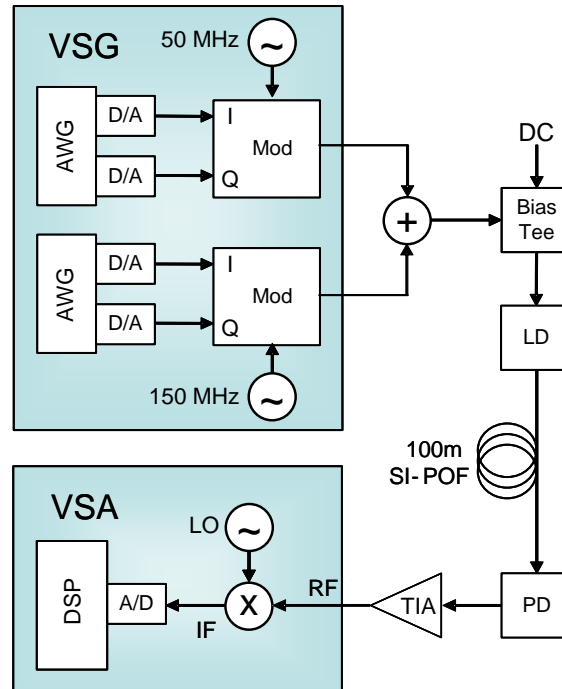 VSG
50 MHz
~
AWG
D/A
D/A
I
Q
Mod
AWG
D/A
D/A
I
Q
Mod
150 MHz
~
+
DC
Bias
Tee
LD
100m
SI-POF
VSA
LO
~
DSP
A/D
IF
X
RF
TIA
PD